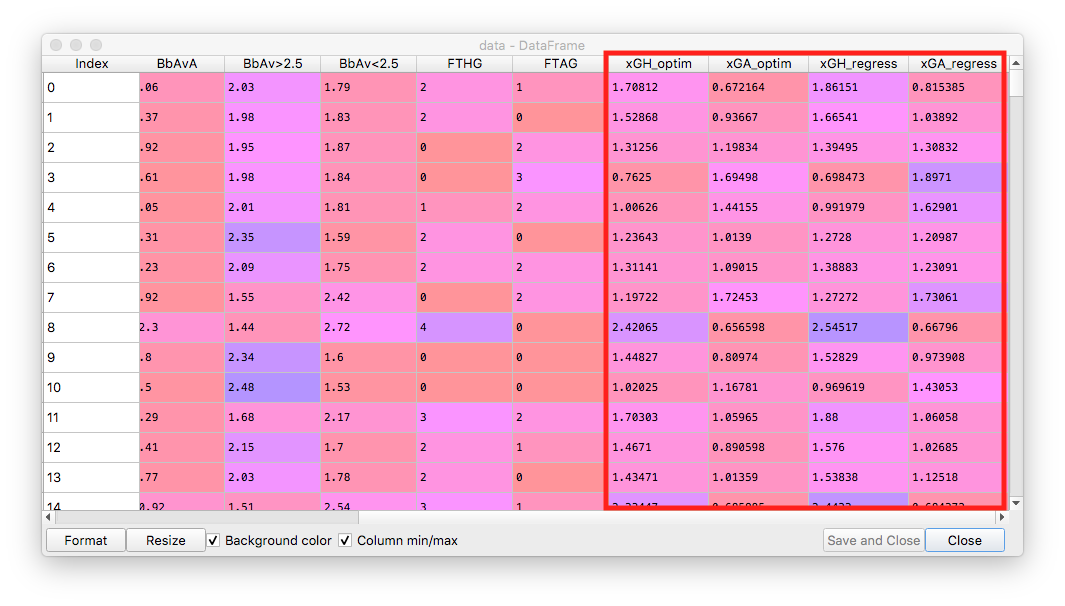 data - DataFrame
Index BbAvA BbAv>2.5 BbAv<2.5 FTHG FTAG xGH_optim xGA_optim xGH_regress xGA_regress
0 .06 2.03 1.79 2 1 1.70812 0.672164 1.86151 0.815385
1 .37 1.98 1.83 2 0 1.52868 0.93667 1.66541 1.03892
2 .92 1.95 1.87 0 2 1.31256 1.19834 1.39495 1.30832
3 .61 1.98 1.84 0 3 0.7625 1.69498 0.698473 1.8971
4 .05 2.01 1.81 1 2 1.00626 1.44155 0.991979 1.62901
5 .31 2.35 1.59 2 0 1.23643 1.0139 1.2728 1.20987
6 .23 2.09 1.75 2 2 1.31141 1.09015 1.38883 1.23091
7 .92 1.55 2.42 0 2 1.19722 1.72453 1.27272 1.73061
8 2.3 1.44 2.72 4 0 2.42065 0.656598 2.54517 0.66796
9 .8 2.34 1.6 0 0 1.44827 0.80974 1.52829 0.973908
10 .5 2.48 1.53 0 0 1.02025 1.16781 0.969619 1.43053
11 .29 1.68 2.17 3 2 1.70303 1.05965 1.88 1.06058
12 .41 2.15 1.7 2 1 1.4671 0.890598 1.576 1.02685
13 .77 2.03 1.78 2 0 1.43471 1.01359 1.53838 1.12518
14 0.92 1.51 2.54 3 1
Format Resize Background color Column min/max Save and Close Close